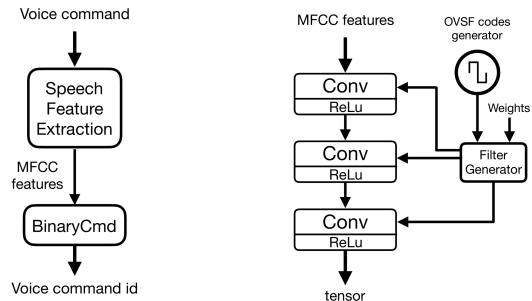 Voice command
Speech
Feature
Extraction
MFCC
features
BinaryCmd
Voice command id
MFCC features
OVSF codes
generator
Conv
ReLu
Weights
Filter
Generator
Conv
ReLu
Conv
ReLu
tensor